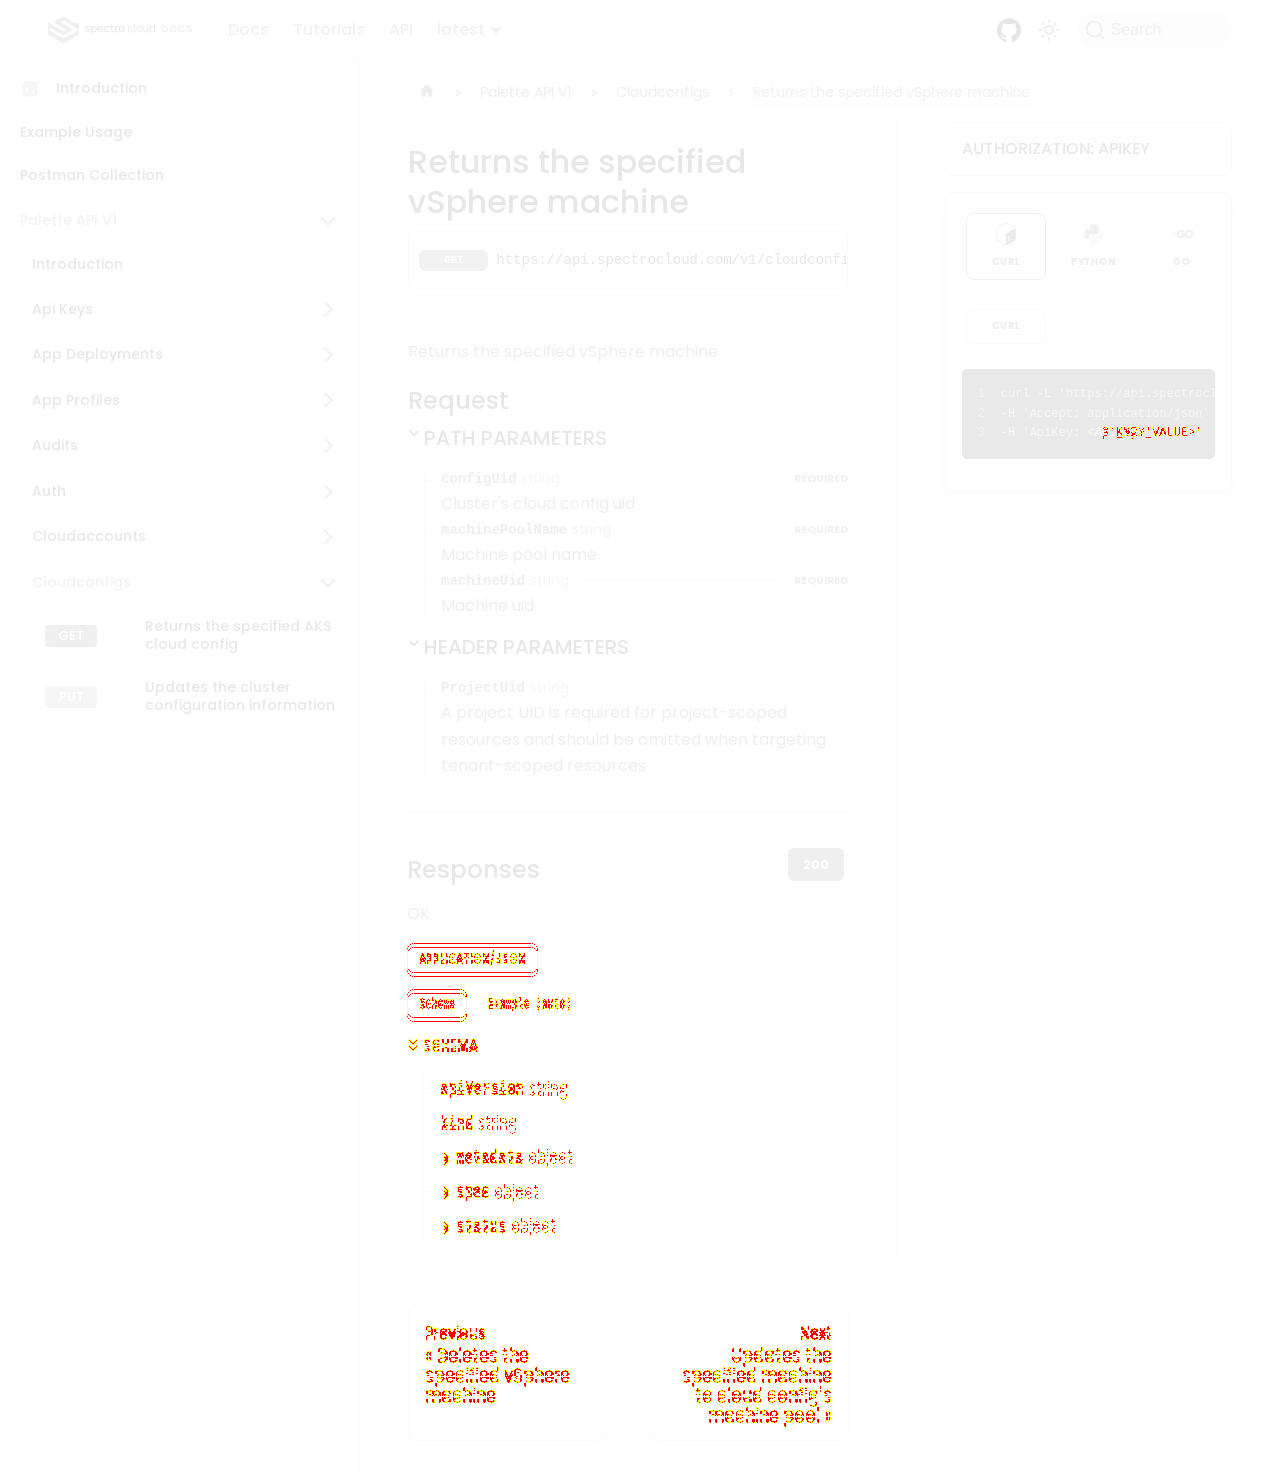 spectro cloud DOCS Docs Tutorials API latest Search
Introduction
Example Usage
Postman Collection
Palette API V1
Introduction
Api Keys
App Deployments
App Profiles
Audits
Auth
Cloudaccounts
Cloudconfigs
GET Returns the specified AKS
cloud config
PUT Updates the cluster
configuration information
Palette API V1 Cloudconfigs Returns the specified vSphere machine
Returns the specified
vSphere machine
GET https://api.spectrocloud.com/v1/cloudconfi
Returns the specified vSphere machine
Request
PATH PARAMETERS
configUid string REQUIRED
Cluster's cloud config uid
machinePoolName string REQUIRED
Machine pool name
machineUid string REQUIRED
Machine uid
HEADER PARAMETERS
ProjectUid string
A project UID is required for project-scoped
resources and should be omitted when targeting
tenant-scoped resources
Responses 200
OK
APPLICATION/JSON
Schema Example (auto)
SCHEMA
apiVersion string
kind string
metadata object
spec object
status object
Previous
« Deletes the
specified vSphere
machine
Next
Updates the
specified machine
to cloud config's
machine pool »
AUTHORIZATION: APIKEY
CURL PYTHON GO
GO
CURL
1 curl -L 'https://api.spectrocl
2 -H 'Accept: application/json'
3 -H 'ApiKey: <API_KEY_VALUE>'